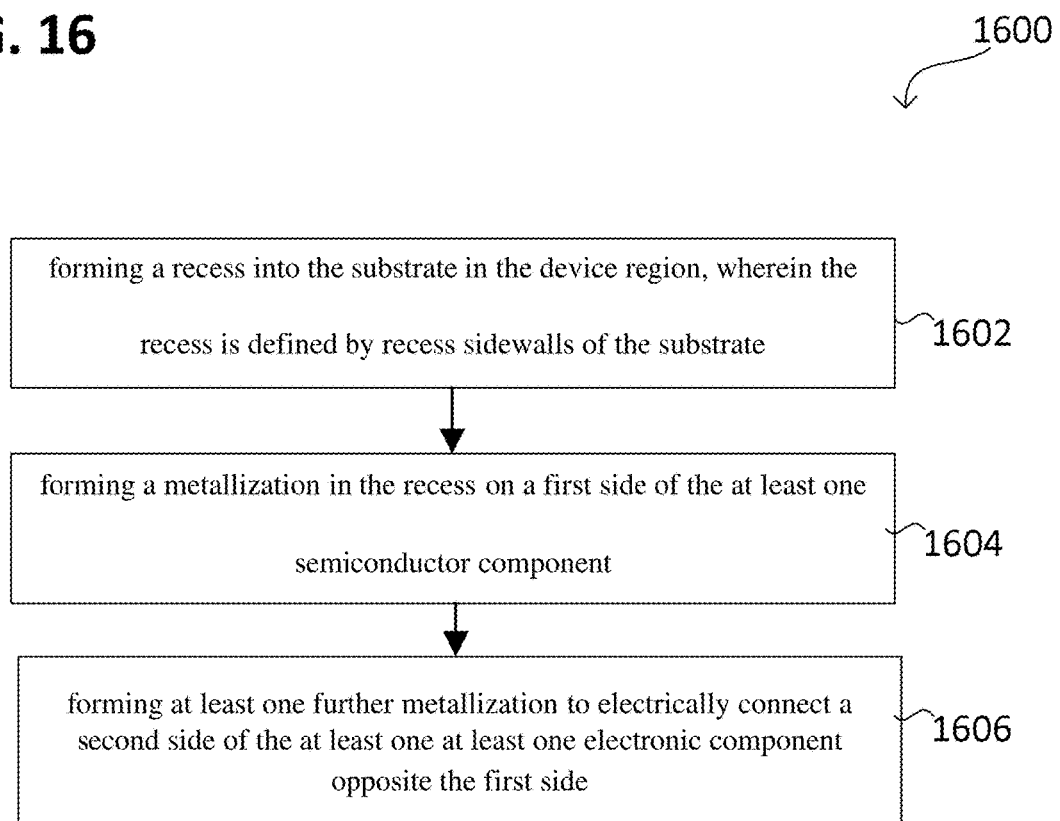 . 16
1600
forming a recess into the substrate in the device region, wherein the
recess is defined by recess sidewalls of the substrate
1602
forming a metallization in the recess on a first side of the at least one
semiconductor component
1604
forming at least one further metallization to electrically connect a
second side of the at least one at least one electronic component
opposite the first side
1606